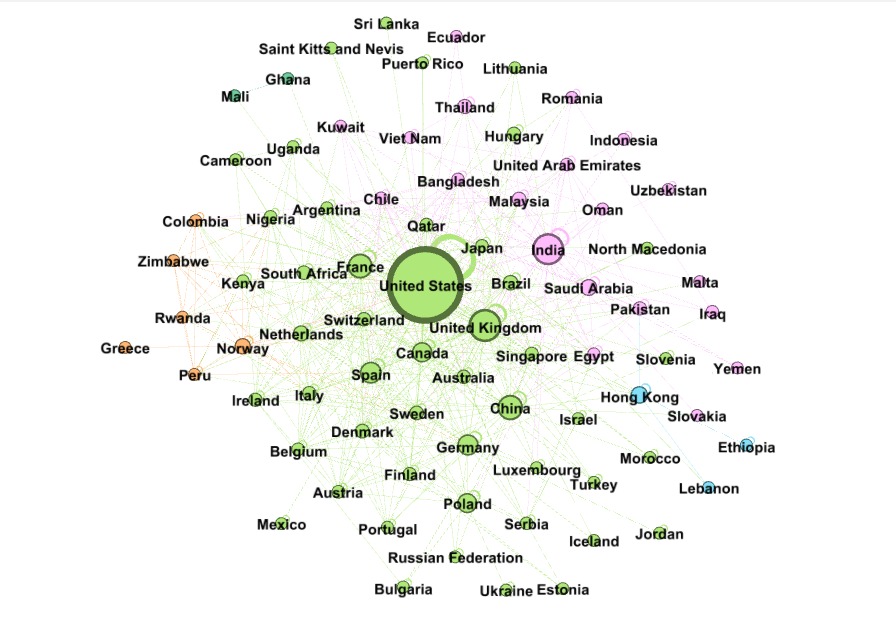 Sri Lanka
Ecuador
Saint Kitts and Nevis
Puerto Rico
Lithuania
Ghana
Mali
Thailand
Romania
Kuwait
Viet Nam
Hungary
Indonesia
Uganda
Cameroon
United Arab Emirates
Bangladesh
Uzbekistan
Chile
Malaysia
Argentina
Oman
Colombia
Nigeria
Qatar
Japan
India
North Macedonia
Zimbabwe
France
South Africa
Kenya
United States
Brazil
Saudi Arabia
Malta
Pakistan
Iraq
Rwanda
Switzerland
United Kingdom
Netherlands
Greece
Norway
Canada
Singapore
Egypt
Slovenia
Yemen
Peru
Spain
Australia
Ireland
Italy
Hong Kong
Sweden
China
Israel
Slovakia
Denmark
Belgium
Germany
Ethiopia
Morocco
Finland
Luxembourg
Turkey
Lebanon
Austria
Poland
Mexico
Portugal
Serbia
Iceland
Jordan
Russian Federation
Bulgaria
Ukraine
Estonia